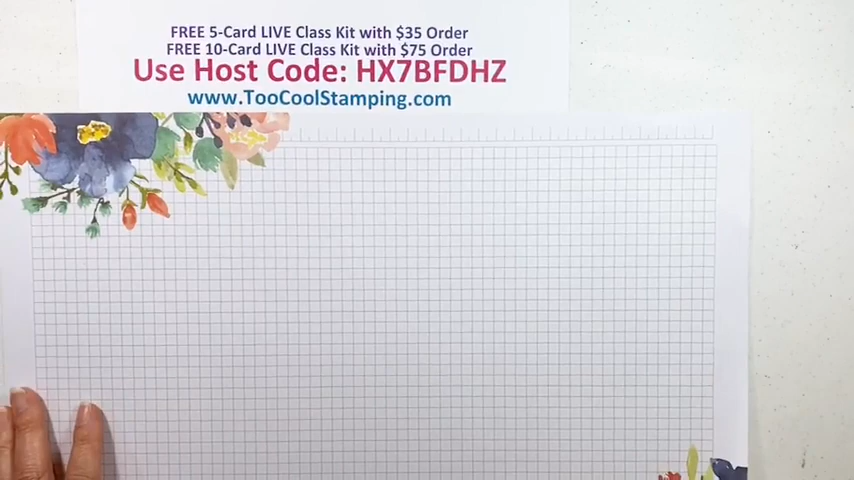 FREE 5-Card LIVE Class Kit with $35 Order
FREE 10-Card LIVE Class Kit with $75 Order
Use Host Code: HX7BFDHZ
www.TooCoolStamping.com